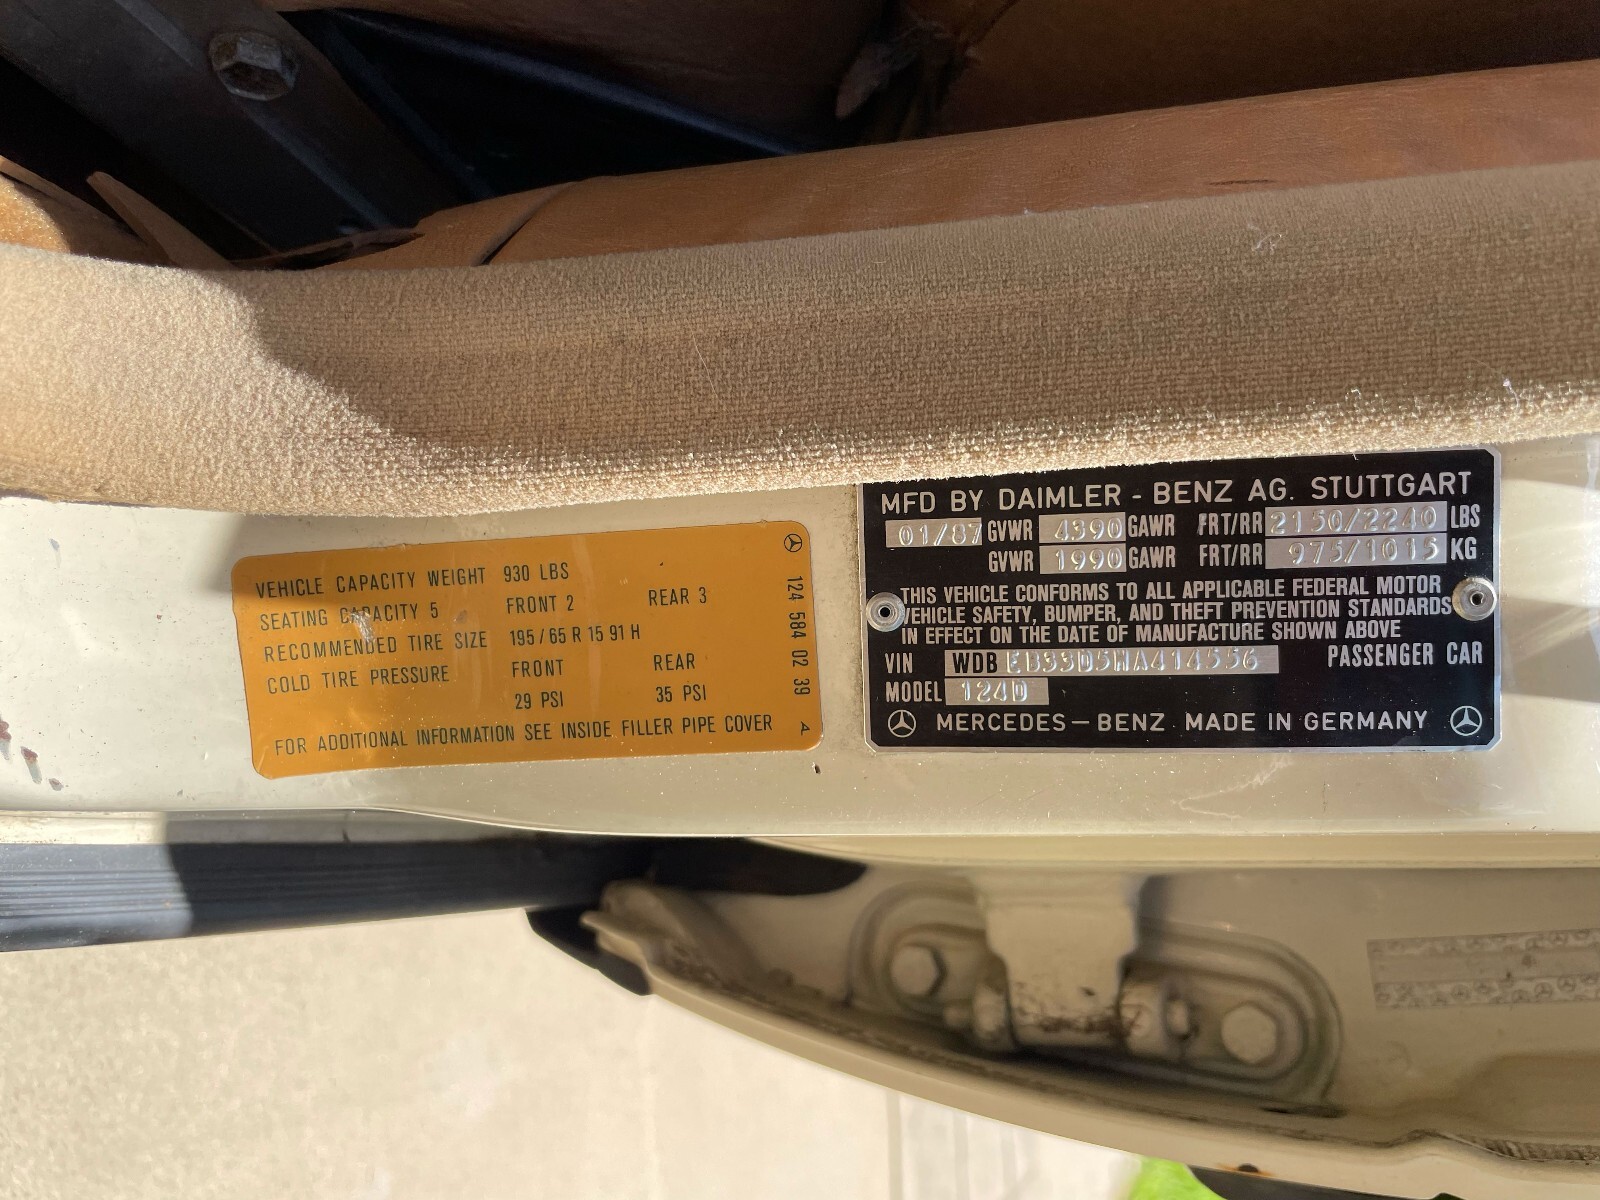 VEHICLE CAPACITY WEIGHT 930 LBS
SEATING CAPACITY 5 FRONT 2 REAR 3
RECOMMENDED TIRE SIZE 195/65 R 15 91 H
COLD TIRE PRESSURE FRONT REAR
29 PSI 35 PSI
FOR ADDITIONAL INFORMATION SEE INSIDE FILLER PIPE COVER
124 584 02 39 A
MFD BY DAIMLER - BENZ AG. STUTTGART
01/87 GVWR 4390 GAWR FRT/RR 2150/2240 LBS
GVWR 1990 GAWR FRT/RR 975/1015 KG
THIS VEHICLE CONFORMS TO ALL APPLICABLE FEDERAL MOTOR
VEHICLE SAFETY, BUMPER, AND THEFT PREVENTION STANDARDS
IN EFFECT ON THE DATE OF MANUFACTURE SHOWN ABOVE
VIN WDB EB33D5HA414556 PASSENGER CAR
MODEL 124D
MERCEDES - BENZ MADE IN GERMANY